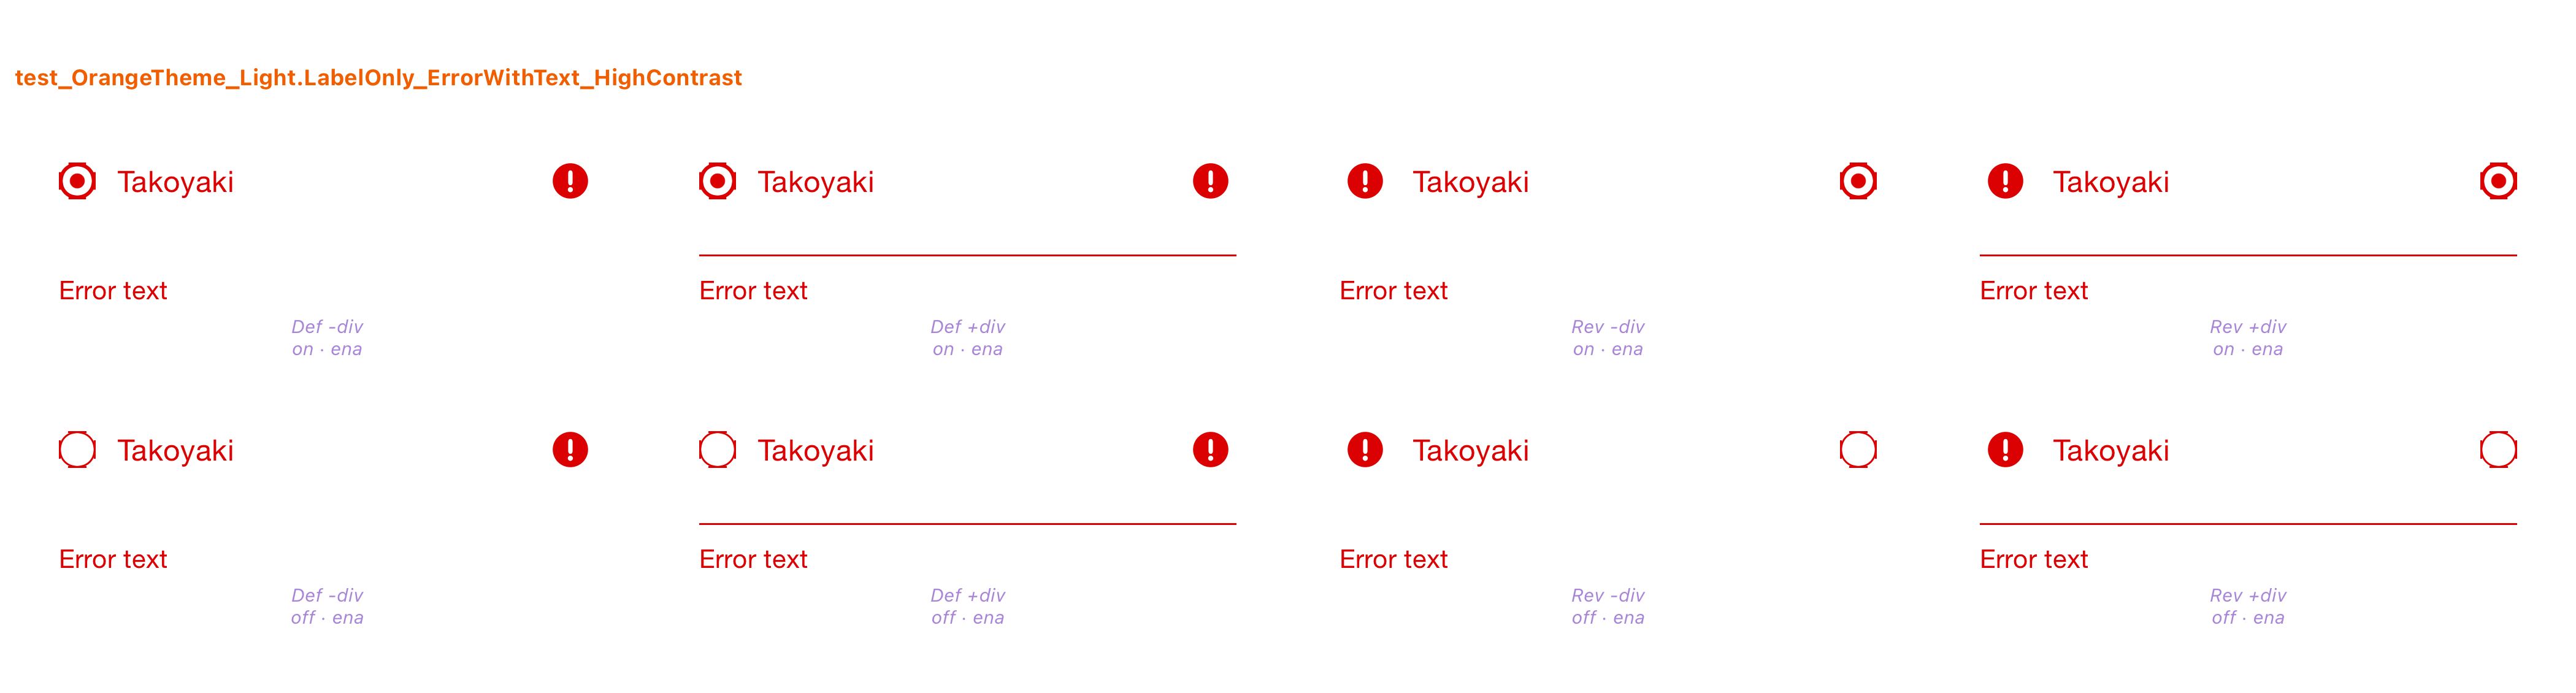 test_OrangeTheme_Light.LabelOnly_ErrorWithText_HighContrast
Takoyaki
Takoyaki
Takoyaki
Takoyaki
Error text
Error text
Error text
Error text
Def -div
on · ena
Def +div
on · ena
Rev -div
on · ena
Rev +div
on · ena
Takoyaki
Takoyaki
Takoyaki
Takoyaki
Error text
Error text
Error text
Error text
Def -div
off · ena
Def +div
off · ena
Rev -div
off · ena
Rev +div
off · ena